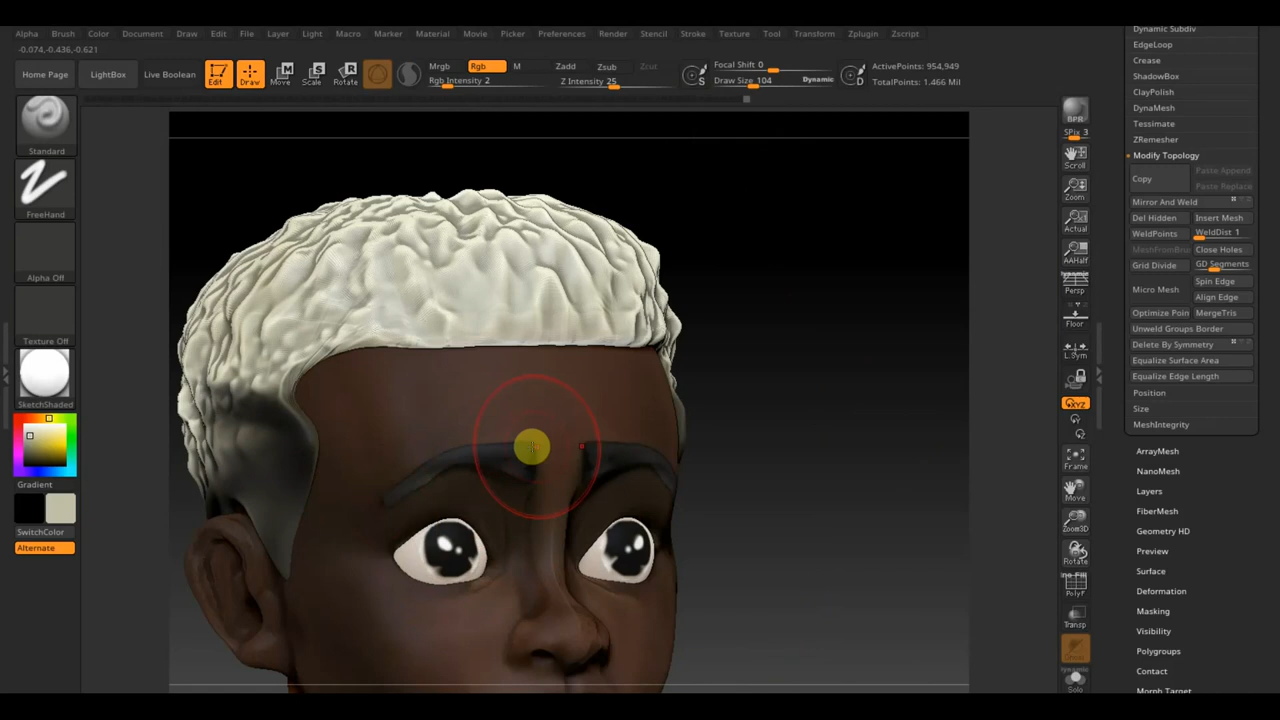 Alpha Brush Color Document Draw Edit File Layer Light Macro Marker Material Movie Picker Preferences Render Stencil Stroke Texture Tool Transform Zplugin Zscript
-0.074,-0.436,-0.621
Home Page LightBox Live Boolean Edit Draw Move Scale Rotate
Mrgb Rgb M Zadd Zsub Zcut
Rgb Intensity 2 Z Intensity 25
S Focal Shift 0
Draw Size 104 Dynamic
D ActivePoints: 954,949
TotalPoints: 1.466 Mil
Standard
FreeHand
Alpha Off
Texture Off
SketchShaded
Gradient
SwitchColor
Alternate
BPR
SPix 3
Scroll
Zoom
Actual
AAHalf
Dynamic
Persp
Floor
L.Sym
XYZ
Y
Z
Frame
Move
Zoom3D
Rotate
PolyF
Transp
Dynamic
Solo
Dynamic Subdiv
EdgeLoop
Crease
ShadowBox
ClayPolish
DynaMesh
Tessimate
ZRemesher
Modify Topology
Copy Paste Append
Paste Replace
Mirror And Weld
Del Hidden Insert Mesh
WeldPoints WeldDist 1
MeshFromBru Close Holes
Grid Divide GD Segments
Micro Mesh Spin Edge
Align Edge
Optimize Poin MergeTris
Unweld Groups Border
Delete By Symmetry
Equalize Surface Area
Equalize Edge Length
Position
Size
MeshIntegrity
ArrayMesh
NanoMesh
Layers
FiberMesh
Geometry HD
Preview
Surface
Deformation
Masking
Visibility
Polygroups
Contact
Morph Target